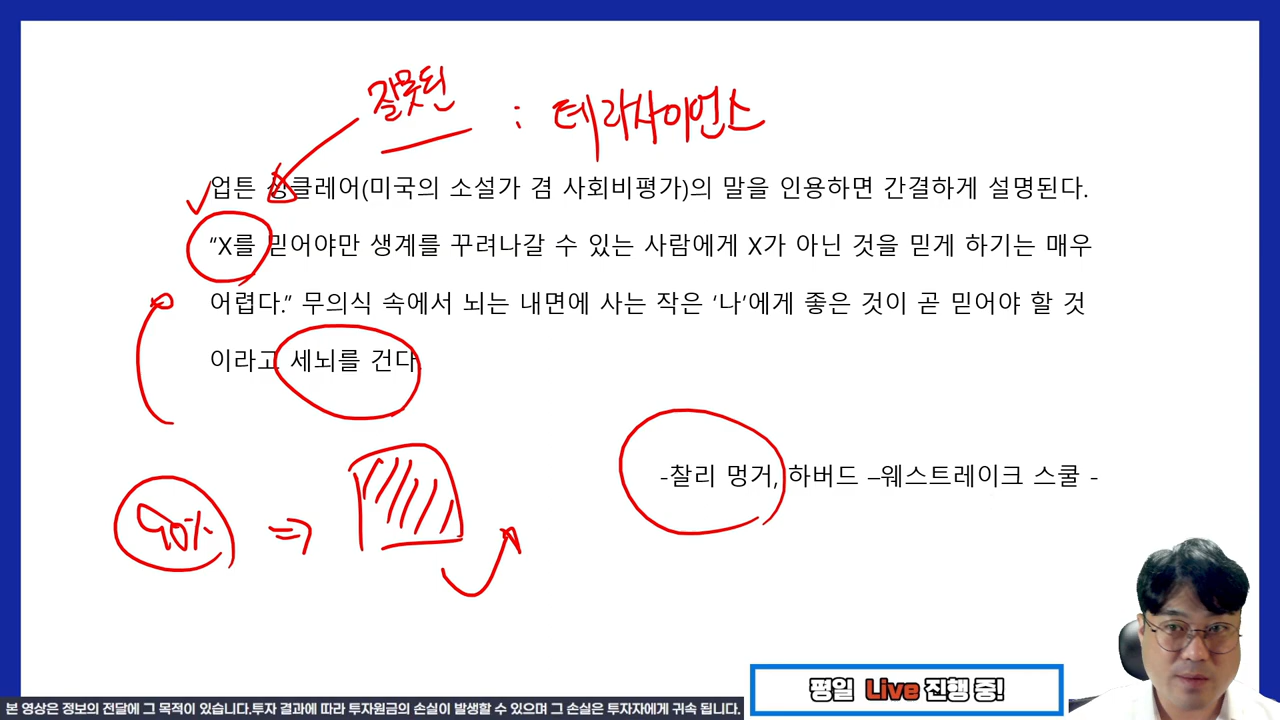 잘못된 : 테라사이언스
업튼 싱클레어(미국의 소설가 겸 사회비평가)의 말을 인용하면 간결하게 설명된다.
"X를 믿어야만 생계를 꾸려나갈 수 있는 사람에게 X가 아닌 것을 믿게 하기는 매우
어렵다." 무의식 속에서 뇌는 내면에 사는 작은 '나'에게 좋은 것이 곧 믿어야 할 것
이라고 세뇌를 건다.
-찰리 멍거, 하버드 –웨스트레이크 스쿨 -
90% ⇒
평일 Live 진행 중!
본 영상은 정보의 전달에 그 목적이 있습니다.투자 결과에 따라 투자원금의 손실이 발생할 수 있으며 그 손실은 투자자에게 귀속 됩니다.